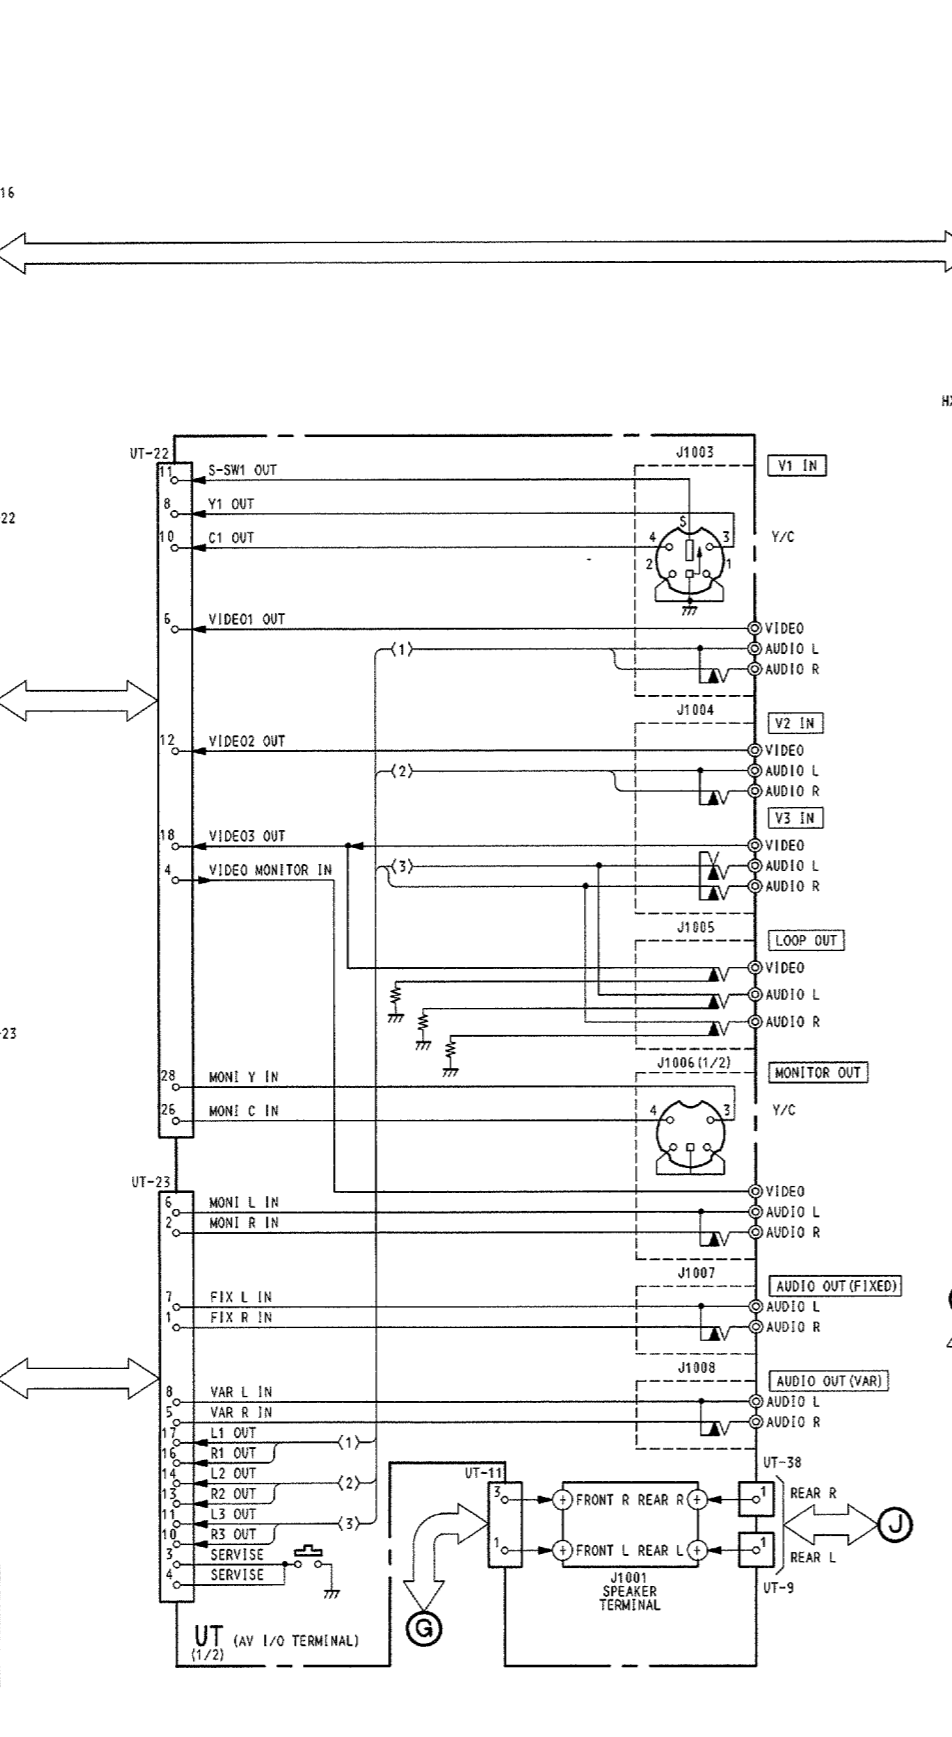 16
HX
J1003
UT-22
V1 IN
11
S-SW1 OUT
22
8
Y1 OUT
S
10
C1 OUT
4
3
Y/C
2
1
6
VIDEO1 OUT
VIDEO
(1)
AUDIO L
AUDIO R
J1004
V2 IN
12
VIDEO2 OUT
VIDEO
(2)
AUDIO L
AUDIO R
V3 IN
18
VIDEO3 OUT
VIDEO
4
VIDEO MONITOR IN
(3)
AUDIO L
AUDIO R
J1005
LOOP OUT
VIDEO
AUDIO L
-23
AUDIO R
J1006(1/2)
MONITOR OUT
28
MONI Y IN
26
MONI C IN
4
3
Y/C
UT-23
VIDEO
6
MONI L IN
AUDIO L
2
MONI R IN
AUDIO R
J1007
AUDIO OUT(FIXED)
7
FIX L IN
AUDIO L
1
FIX R IN
AUDIO R
4
J1008
AUDIO OUT(VAR)
8
VAR L IN
AUDIO L
5
VAR R IN
AUDIO R
17
L1 OUT
(1)
16
R1 OUT
14
L2 OUT
(2)
13
R2 OUT
11
L3 OUT
(3)
10
R3 OUT
3
SERVISE
4
SERVISE
UT-11
UT-38
3
FRONT R REAR R
1
REAR R
J
1
FRONT L REAR L
1
REAR L
J1001
SPEAKER
TERMINAL
UT-9
G
UT (AV I/O TERMINAL)
(1/2)